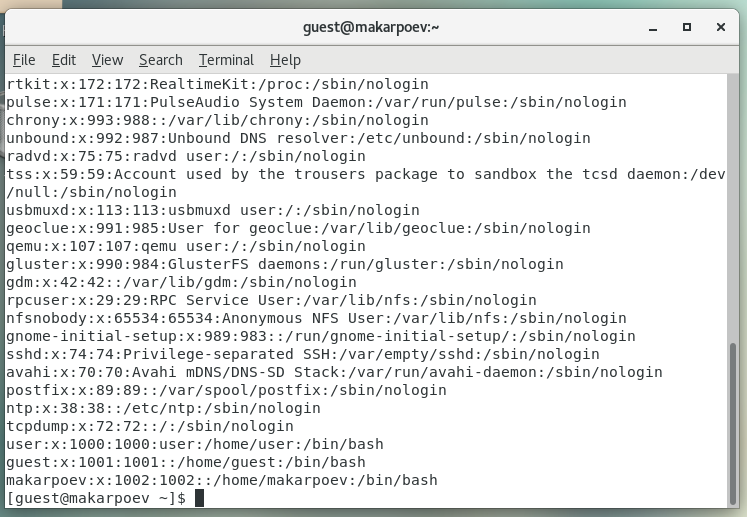 guest@makarpoev:~
File Edit View Search Terminal Help
rtkit:x:172:172:RealtimeKit:/proc:/sbin/nologin
pulse:x:171:171:PulseAudio System Daemon:/var/run/pulse:/sbin/nologin
chrony:x:993:988::/var/lib/chrony:/sbin/nologin
unbound:x:992:987:Unbound DNS resolver:/etc/unbound:/sbin/nologin
radvd:x:75:75:radvd user:/:/sbin/nologin
tss:x:59:59:Account used by the trousers package to sandbox the tcsd daemon:/dev
/null:/sbin/nologin
usbmuxd:x:113:113:usbmuxd user:/:/sbin/nologin
geoclue:x:991:985:User for geoclue:/var/lib/geoclue:/sbin/nologin
qemu:x:107:107:qemu user:/:/sbin/nologin
gluster:x:990:984:GlusterFS daemons:/run/gluster:/sbin/nologin
gdm:x:42:42::/var/lib/gdm:/sbin/nologin
rpcuser:x:29:29:RPC Service User:/var/lib/nfs:/sbin/nologin
nfsnobody:x:65534:65534:Anonymous NFS User:/var/lib/nfs:/sbin/nologin
gnome-initial-setup:x:989:983::/run/gnome-initial-setup/:/sbin/nologin
sshd:x:74:74:Privilege-separated SSH:/var/empty/sshd:/sbin/nologin
avahi:x:70:70:Avahi mDNS/DNS-SD Stack:/var/run/avahi-daemon:/sbin/nologin
postfix:x:89:89::/var/spool/postfix:/sbin/nologin
ntp:x:38:38::/etc/ntp:/sbin/nologin
tcpdump:x:72:72::/:/sbin/nologin
user:x:1000:1000:user:/home/user:/bin/bash
guest:x:1001:1001::/home/guest:/bin/bash
makarpoev:x:1002:1002::/home/makarpoev:/bin/bash
[guest@makarpoev ~]$